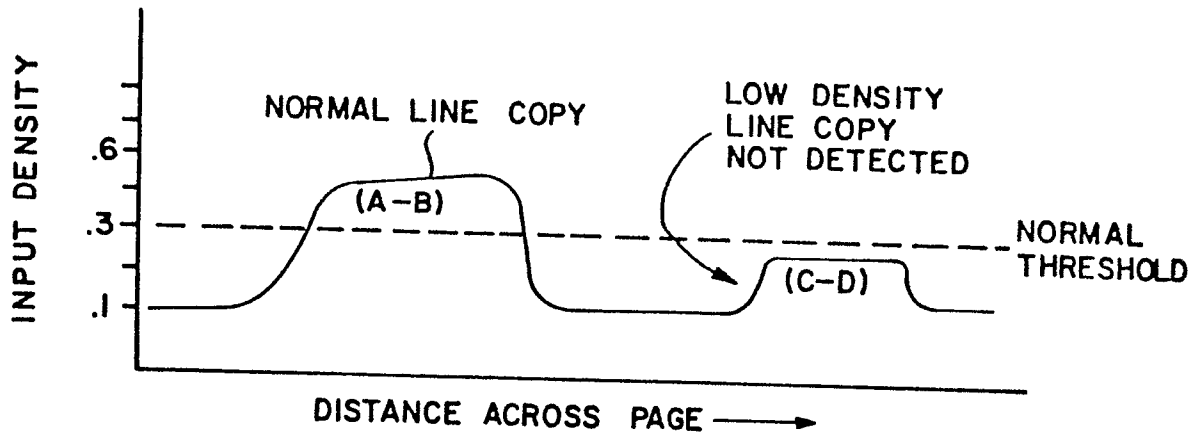 INPUT DENSITY
.6
.3
.1
NORMAL LINE COPY
(A-B)
LOW DENSITY
LINE COPY
NOT DETECTED
(C-D)
NORMAL
THRESHOLD
DISTANCE ACROSS PAGE